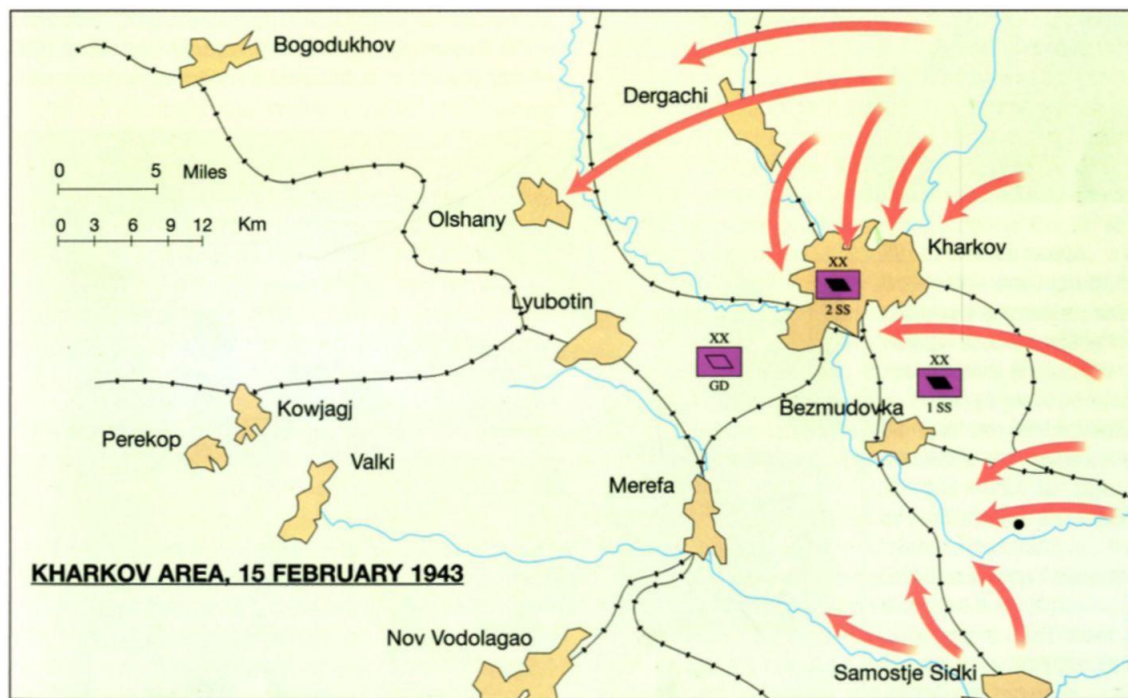 Bogodukhov
Dergachi
0 5
Miles
0 3 6 9 12 Km
Olshany
Kharkov
XX
2 SS
Lyubotin
XX
GD
XX
1 SS
Bezmudovka
Kowjagj
Perekop
Valki
Merefa
KHARKOV AREA, 15 FEBRUARY 1943
Nov Vodolagao
Samostje Sidki